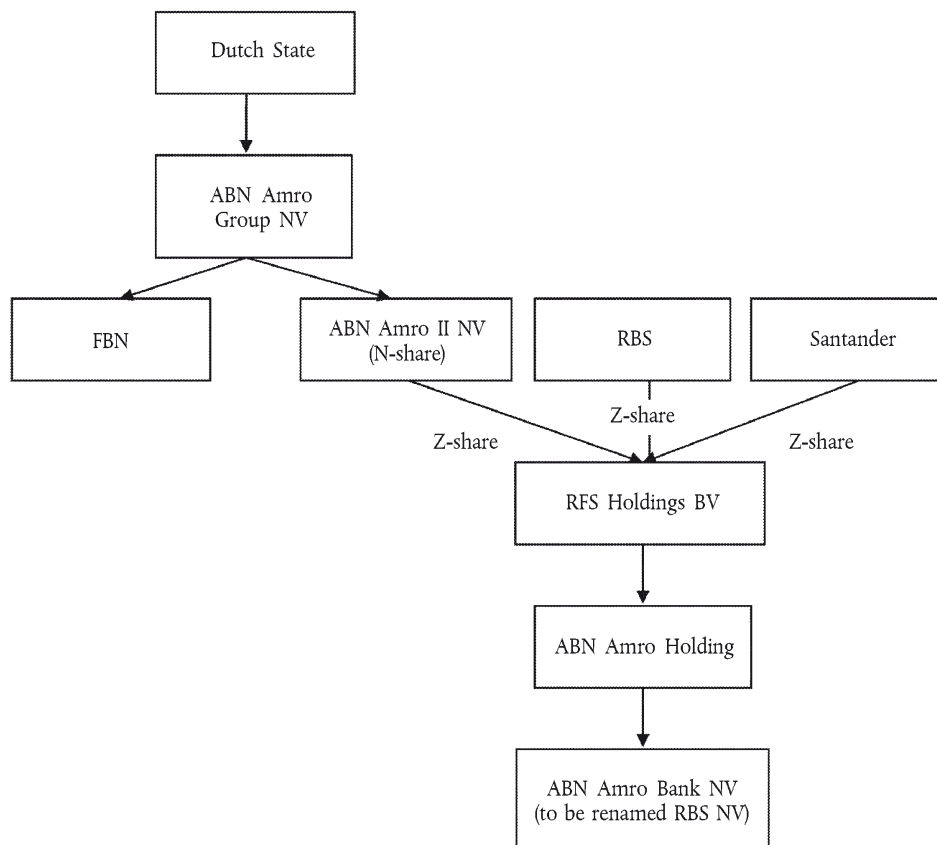 Dutch State
ABN Amro
Group NV
FBN
ABN Amro II NV
(N-share)
RBS
Santander
Z-share
Z-share
Z-share
RFS Holdings BV
ABN Amro Holding
ABN Amro Bank NV
(to be renamed RBS NV)